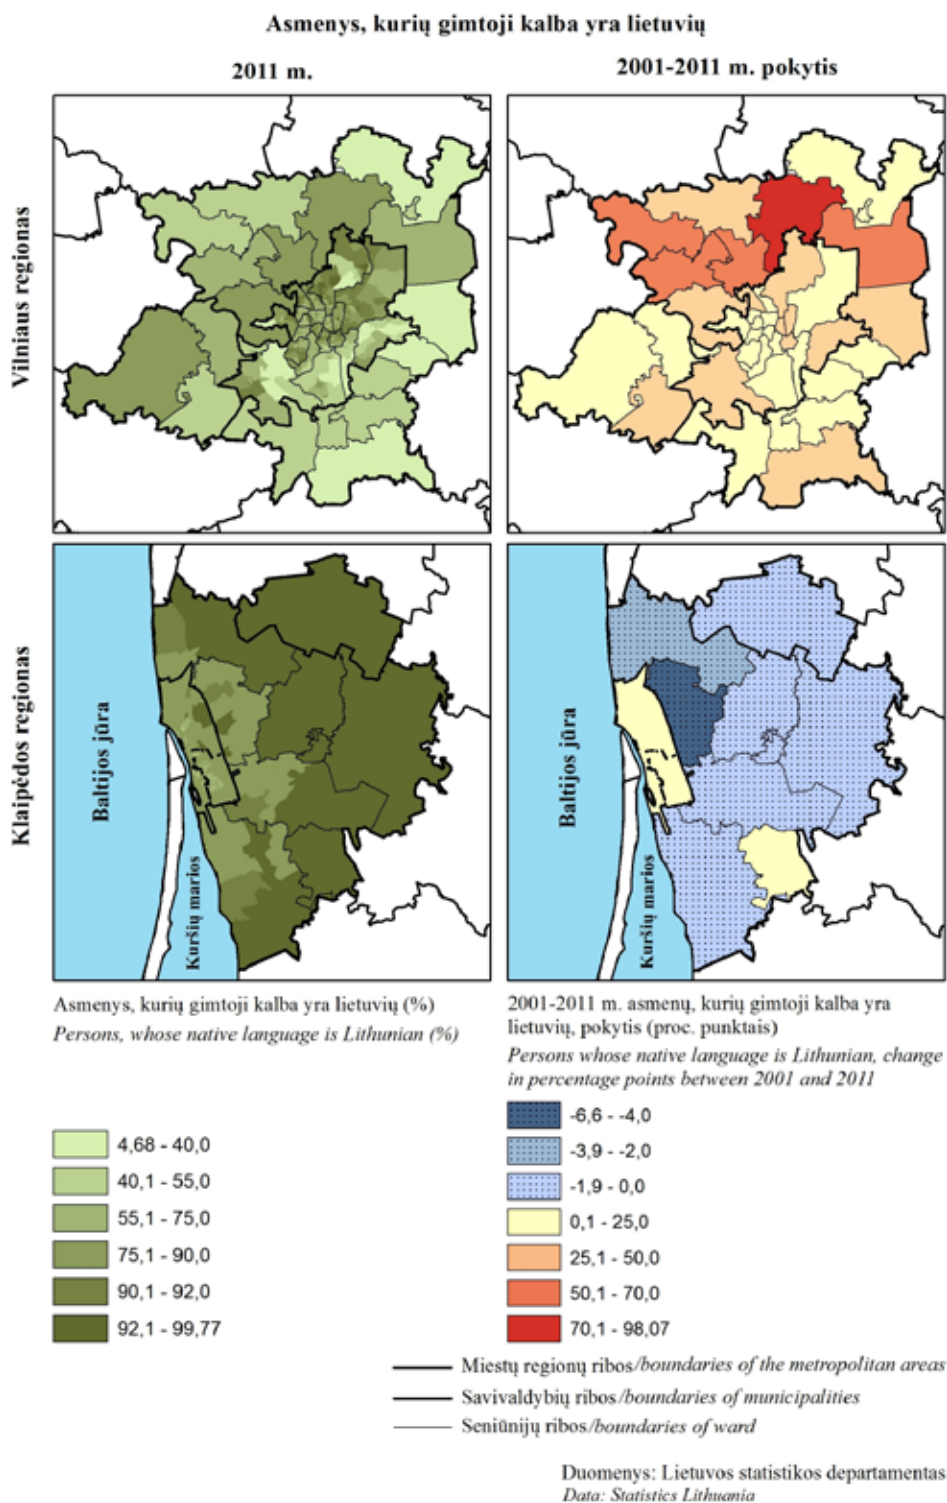 Asmenys, kurių gimtoji kalba yra lietuvių
2011 m.
2001-2011 m. pokytis
Vilniaus regionas
Klaipėdos regionas
Baltijos jūra
Kuršių marios
Baltijos jūra
Kuršių marios
Asmenys, kurių gimtoji kalba yra lietuvių (%)
Persons, whose native language is Lithunian (%)
4,68 - 40,0
40,1 - 55,0
55,1 - 75,0
75,1 - 90,0
90,1 - 92,0
92,1 - 99,77
2001-2011 m. asmenų, kurių gimtoji kalba yra
lietuvių, pokytis (proc. punktais)
Persons whose native language is Lithunian, change
in percentage points between 2001 and 2011
-6,6 - -4,0
-3,9 - -2,0
-1,9 - 0,0
0,1 - 25,0
25,1 - 50,0
50,1 - 70,0
70,1 - 98,07
Miestų regionų ribos/boundaries of the metropolitan areas
Savivaldybių ribos/boundaries of municipalities
Seniūnijų ribos/boundaries of ward
Duomenys: Lietuvos statistikos departamentas
Data: Statistics Lithuania